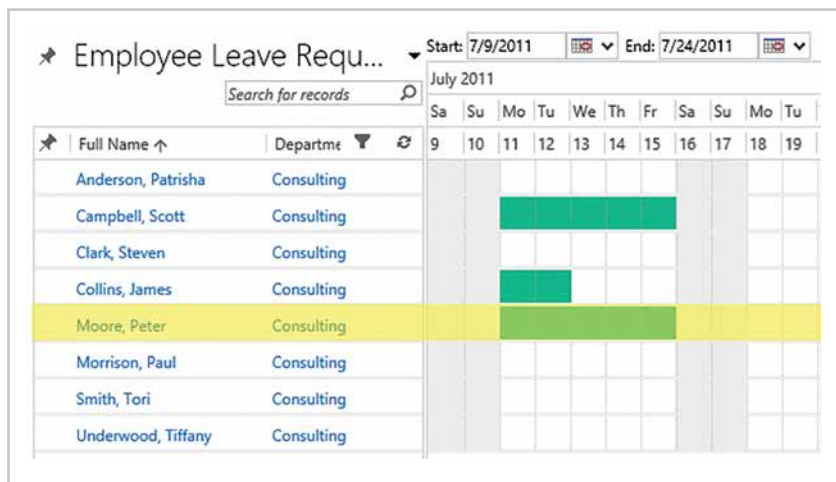 Employee Leave Requ...
Start: 7/9/2011 End: 7/24/2011
Search for records
July 2011
Sa Su Mo Tu We Th Fr Sa Su Mo Tu
Full Name Departme 9 10 11 12 13 14 15 16 17 18 19
Anderson, Patrisha Consulting
Campbell, Scott Consulting
Clark, Steven Consulting
Collins, James Consulting
Moore, Peter Consulting
Morrison, Paul Consulting
Smith, Tori Consulting
Underwood, Tiffany Consulting